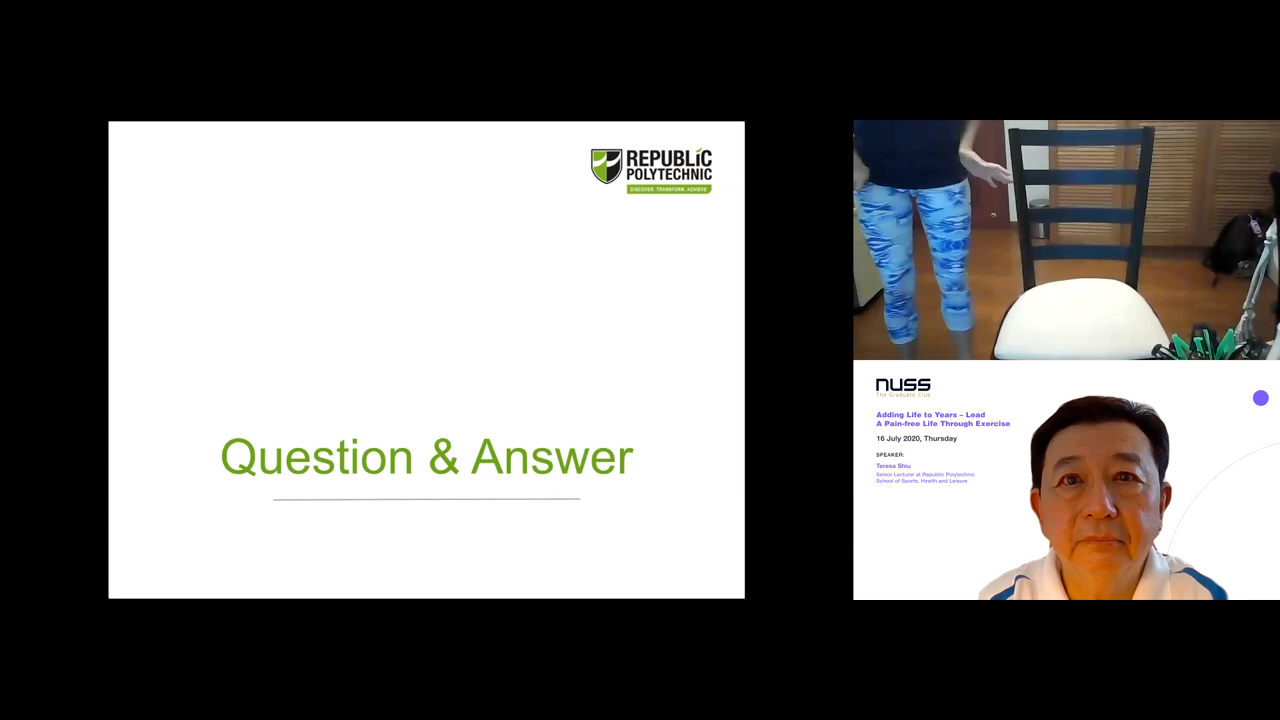 REPUBLIC
POLYTECHNIC
DISCOVER TRANSFORM ACHIEVE
Question & Answer
nuss
The Graduate Club
Adding Life to Years – Lead
A Pain-free Life Through Exercise
16 July 2020, Thursday
SPEAKER:
Teresa Shiu
Senior Lecturer at Republic Polytechnic
School of Sports, Health and Leisure